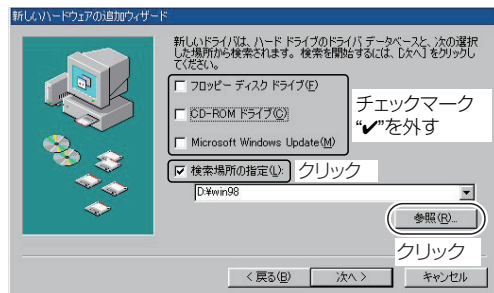 新しいハードウェアの追加ウィザード
新しいドライバは、ハード ドライブのドライバ データベースと、次の選択
した場所から検索されます。検索を開始するには、[次へ] をクリックし
てください。
フロッピー ディスク ドライブ(F)
CD-ROM ドライブ(C)
Microsoft Windows Update(M)
チェックマーク
“✔”を外す
検索場所の指定(L):
クリック
D:¥win98
参照(R)...
クリック
< 戻る(B)
次へ >
キャンセル